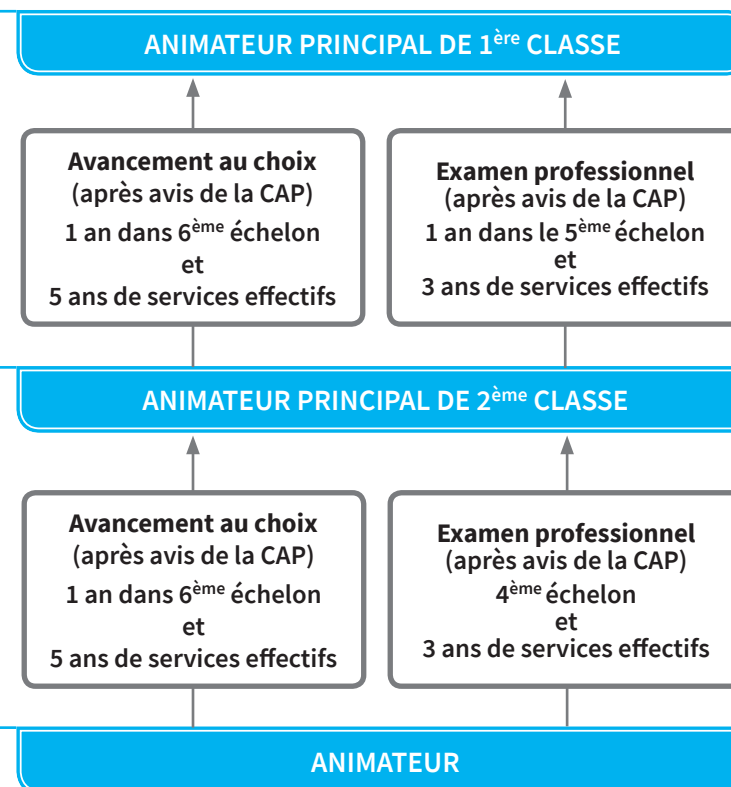 ANIMATEUR PRINCIPAL DE 1ère CLASSE
Avancement au choix
(après avis de la CAP)
1 an dans 6ème échelon
et
5 ans de services effectifs
Examen professionnel
(après avis de la CAP)
1 an dans le 5ème échelon
et
3 ans de services effectifs
ANIMATEUR PRINCIPAL DE 2ème CLASSE
Avancement au choix
(après avis de la CAP)
1 an dans 6ème échelon
et
5 ans de services effectifs
Examen professionnel
(après avis de la CAP)
4ème échelon
et
3 ans de services effectifs
ANIMATEUR